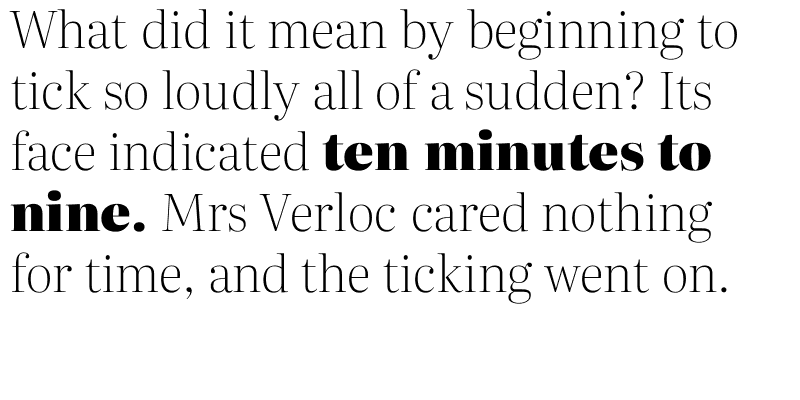 What did it mean by beginning to
tick so loudly all of a sudden? Its
face indicated ten minutes to
nine. Mrs Verloc cared nothing
for time, and the ticking went on.